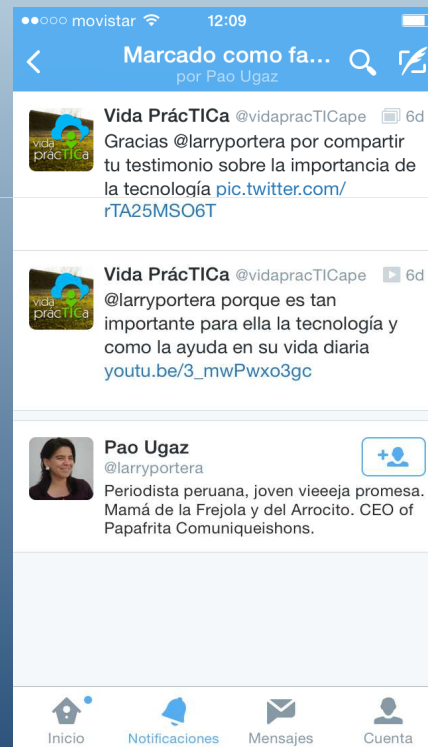 movistar 12:09
Marcado como fa...
por Pao Ugaz
Vida PrácTICa @vidapracTICape 6d
Gracias @larryportera por compartir
tu testimonio sobre la importancia de
la tecnología pic.twitter.com/
rTA25MSO6T
vida
prácTICa
Vida PrácTICa @vidapracTICape 6d
@larryportera porque es tan
importante para ella la tecnología y
como la ayuda en su vida diaria
youtu.be/3_mwPwxo3gc
vida
prácTICa
Pao Ugaz
@larryportera
Periodista peruana, joven vieeeja promesa.
Mamá de la Frejola y del Arrocito. CEO of
Papafrita Comuniqueishons.
Inicio Notificaciones Mensajes Cuenta